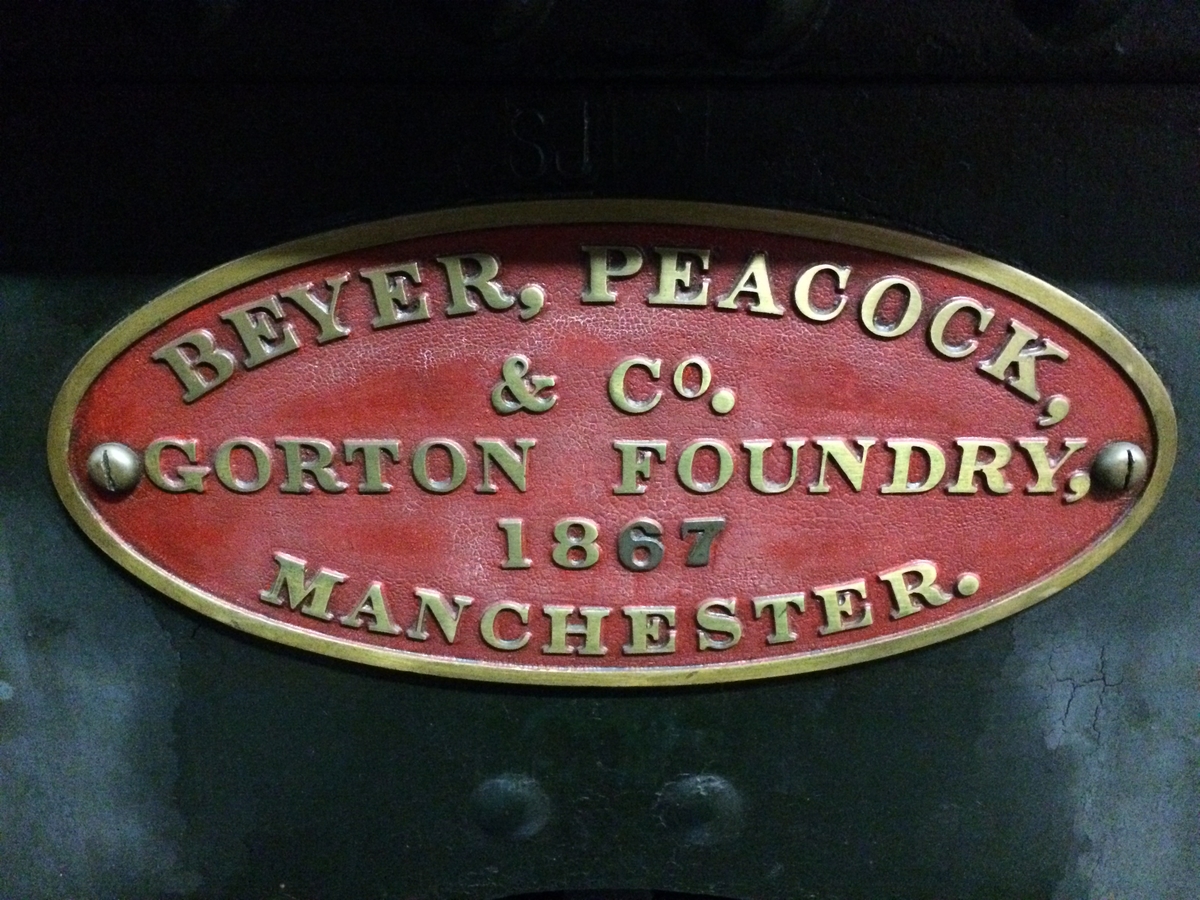 BEYER, PEACOCK,
& Co.
GORTON FOUNDRY,
1867
MANCHESTER.